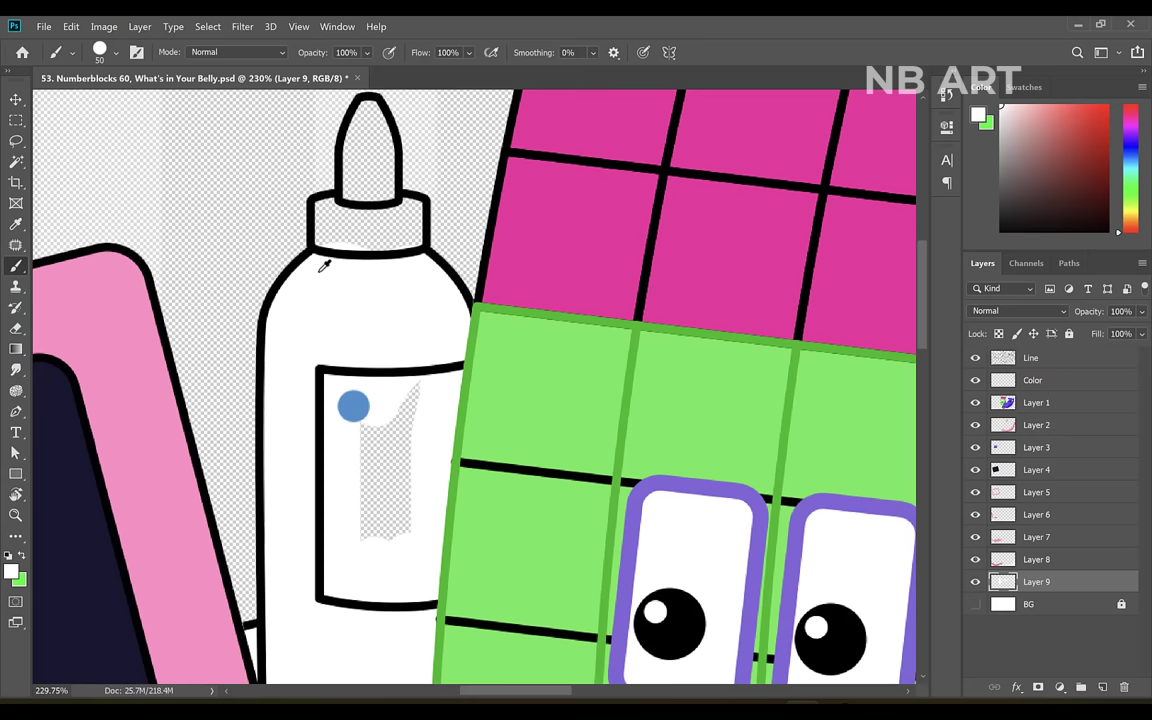 Ps File Edit Image Layer Type Select Filter 3D View Window Help
50 Mode: Normal Opacity: 100% Flow: 100% Smoothing: 0%
53. Numberblocks 60, What's in Your Belly.psd @ 230% (Layer 9, RGB/8) *
NB ART
Color Swatches
Layers Channels Paths
Kind
Normal Opacity: 100%
Lock: Fill: 100%
Line
Color
Layer 1
Layer 2
Layer 3
Layer 4
Layer 5
Layer 6
Layer 7
Layer 8
Layer 9
BG
229.75% Doc: 25.7M/218.4M